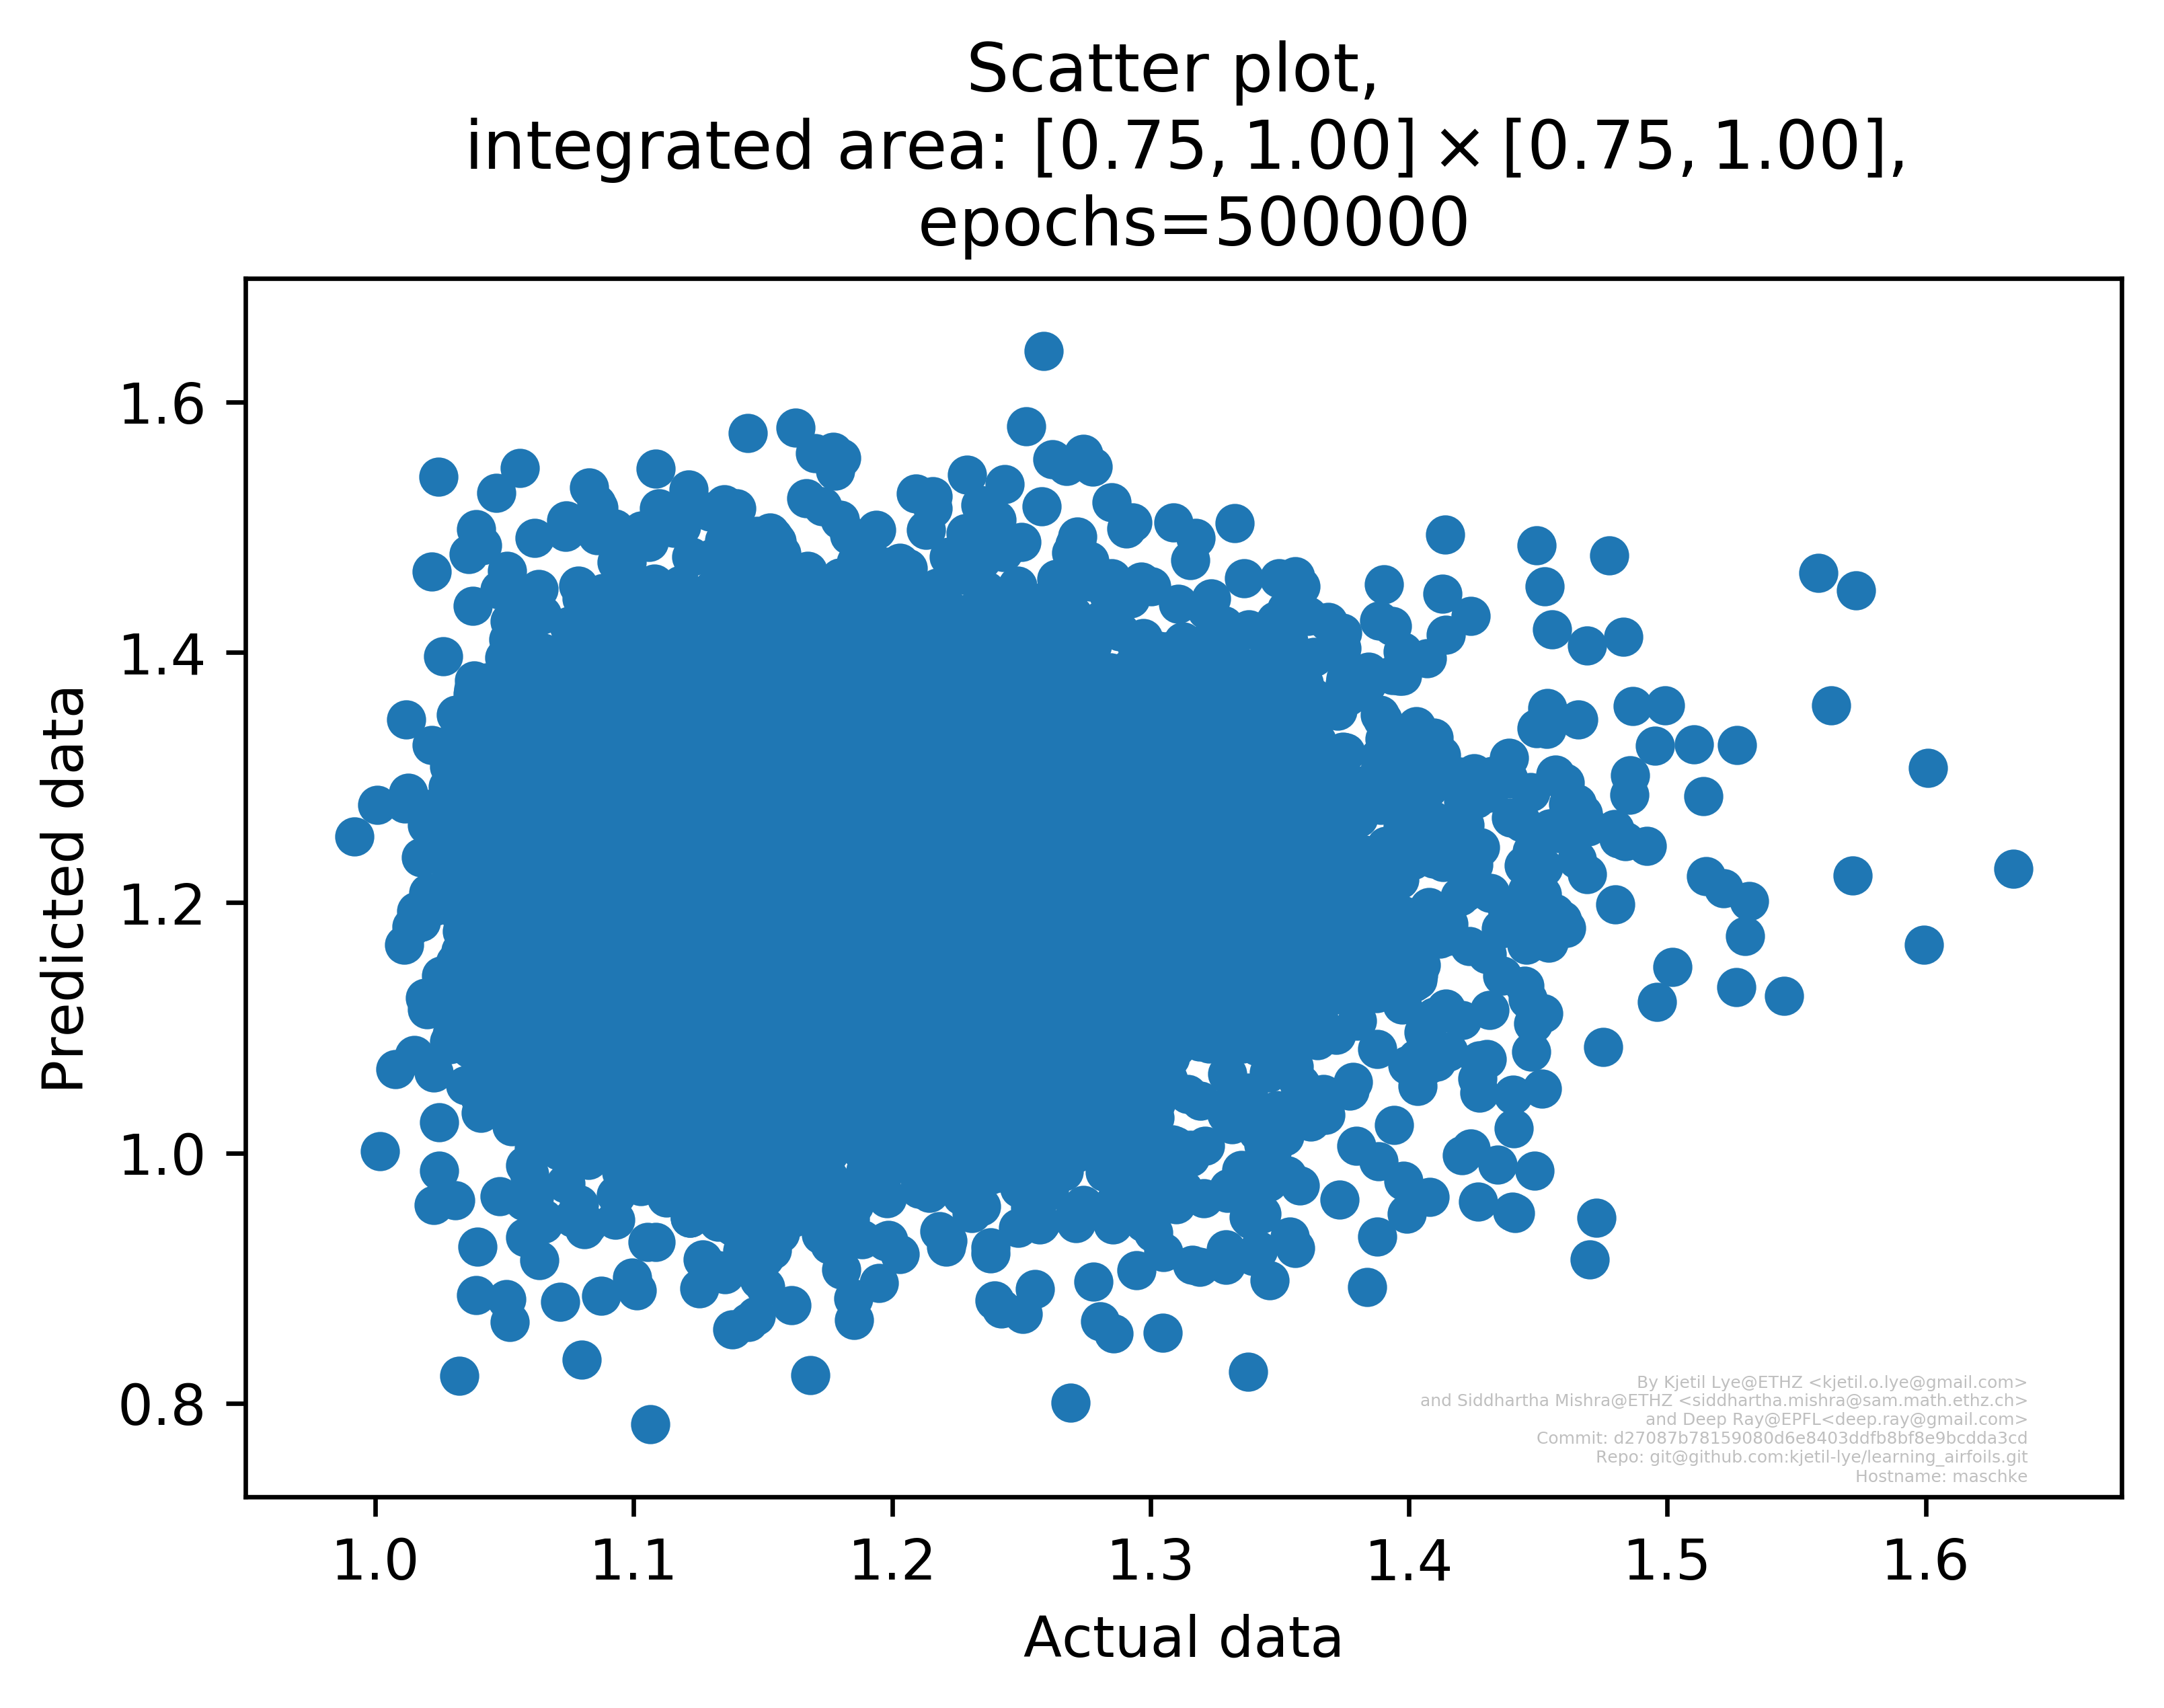 Scatter plot,
integrated area: [0.75, 1.00] × [0.75, 1.00],
epochs=500000
Predicted data
1.6
1.4
1.2
1.0
0.8
1.0 1.1 1.2 1.3 1.4 1.5 1.6
Actual data
By Kjetil Lye@ETHZ <kjetil.o.lye@gmail.com>
and Siddhartha Mishra@ETHZ <siddhartha.mishra@sam.math.ethz.ch>
and Deep Ray@EPFL<deep.ray@gmail.com>
Commit: d27087b78159080d6e8403ddfb8bf8e9bcdda3cd
Repo: git@github.com:kjetil-lye/learning_airfoils.git
Hostname: maschke